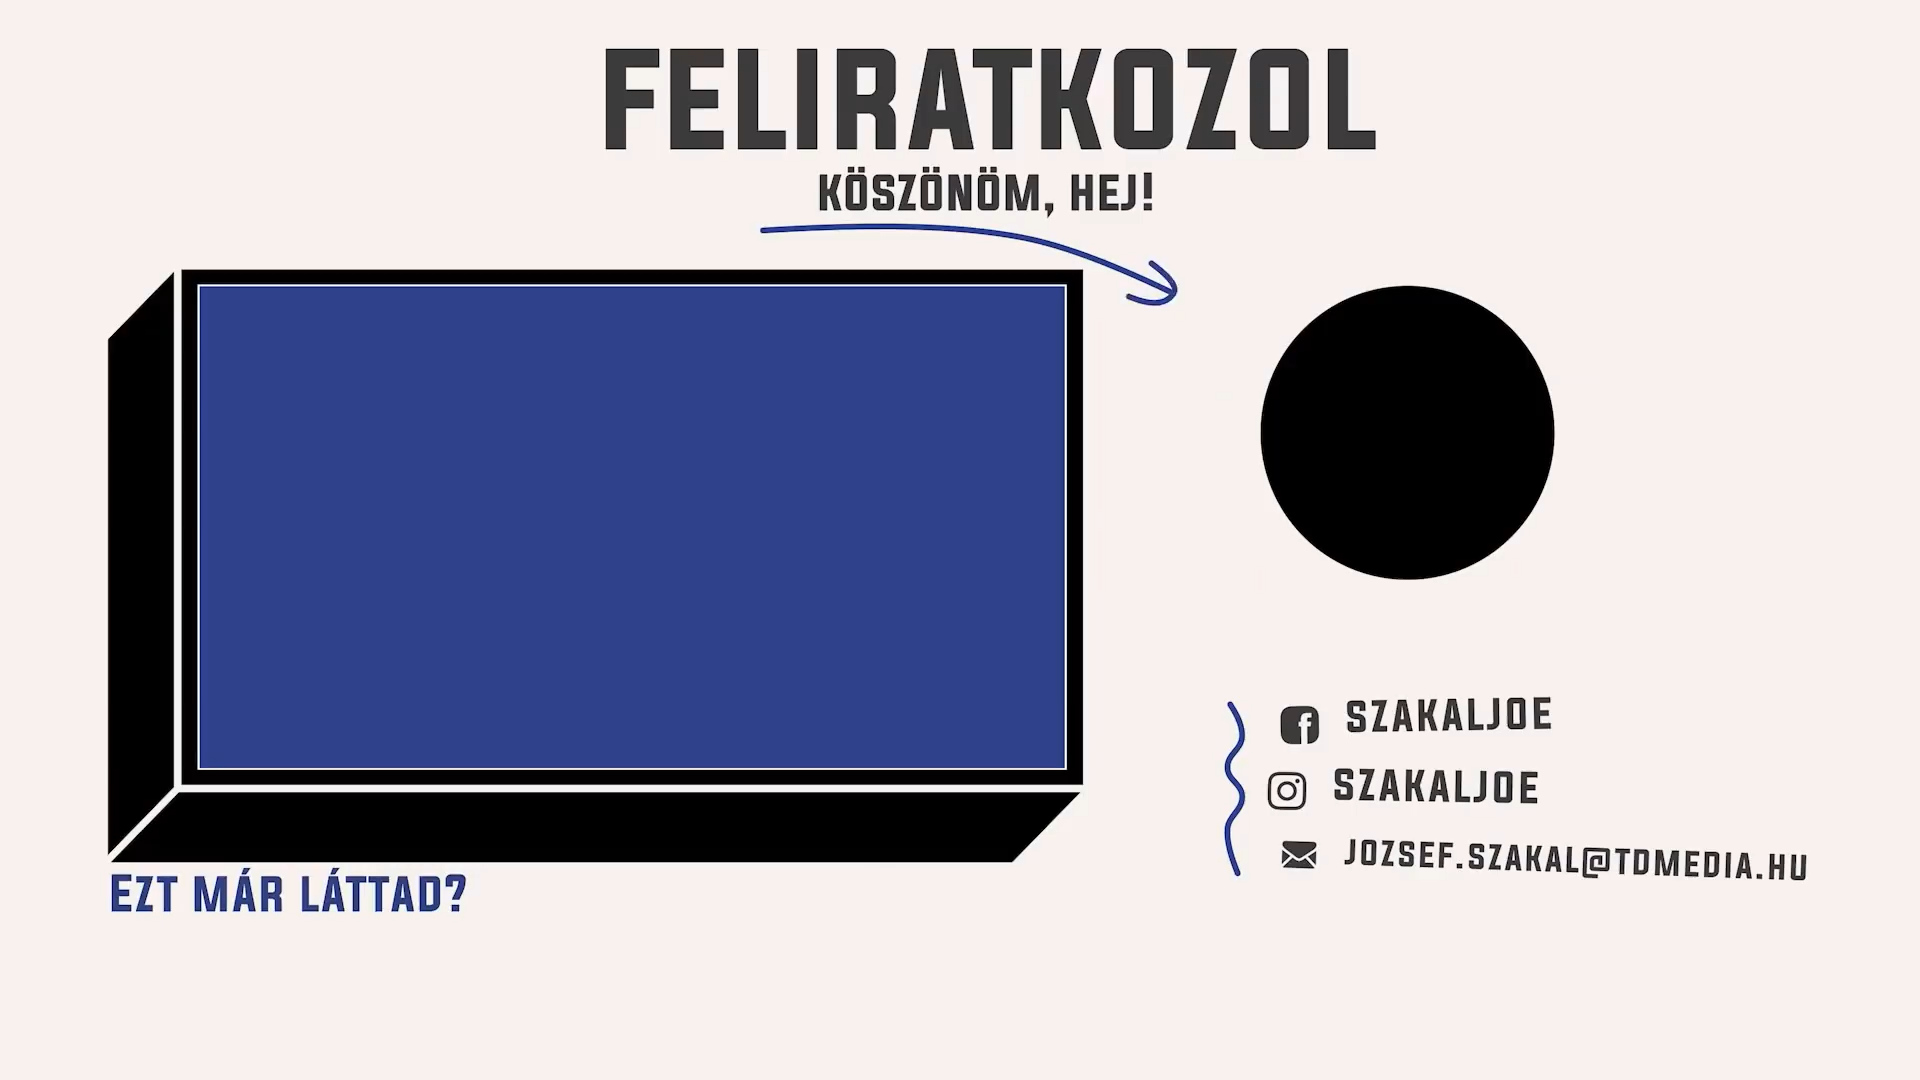 FELIRATKOZOL
KÖSZÖNÖM, HEJ!
EZT MÁR LÁTTAD?
SZAKALJOE
SZAKALJOE
JOZSEF.SZAKAL@TDMEDIA.HU